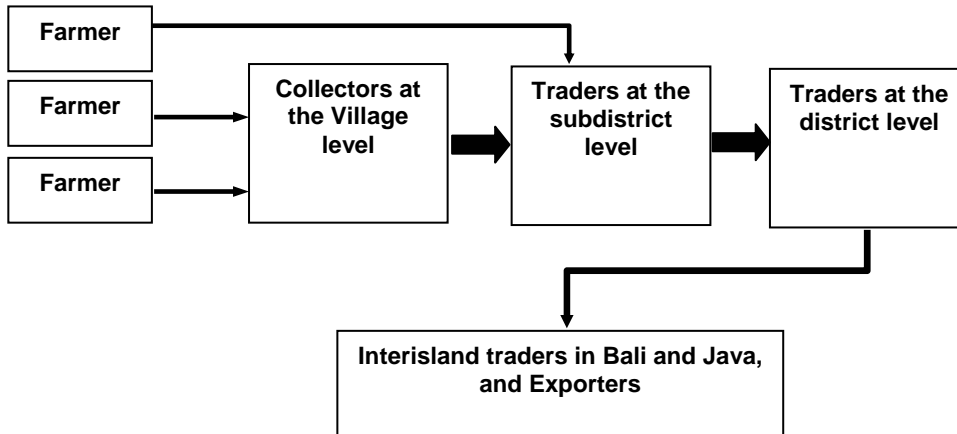 Farmer
Farmer
Farmer
Collectors at
the Village
level
Traders at the
subdistrict
level
Traders at the
district level
Interisland traders in Bali and Java,
and Exporters